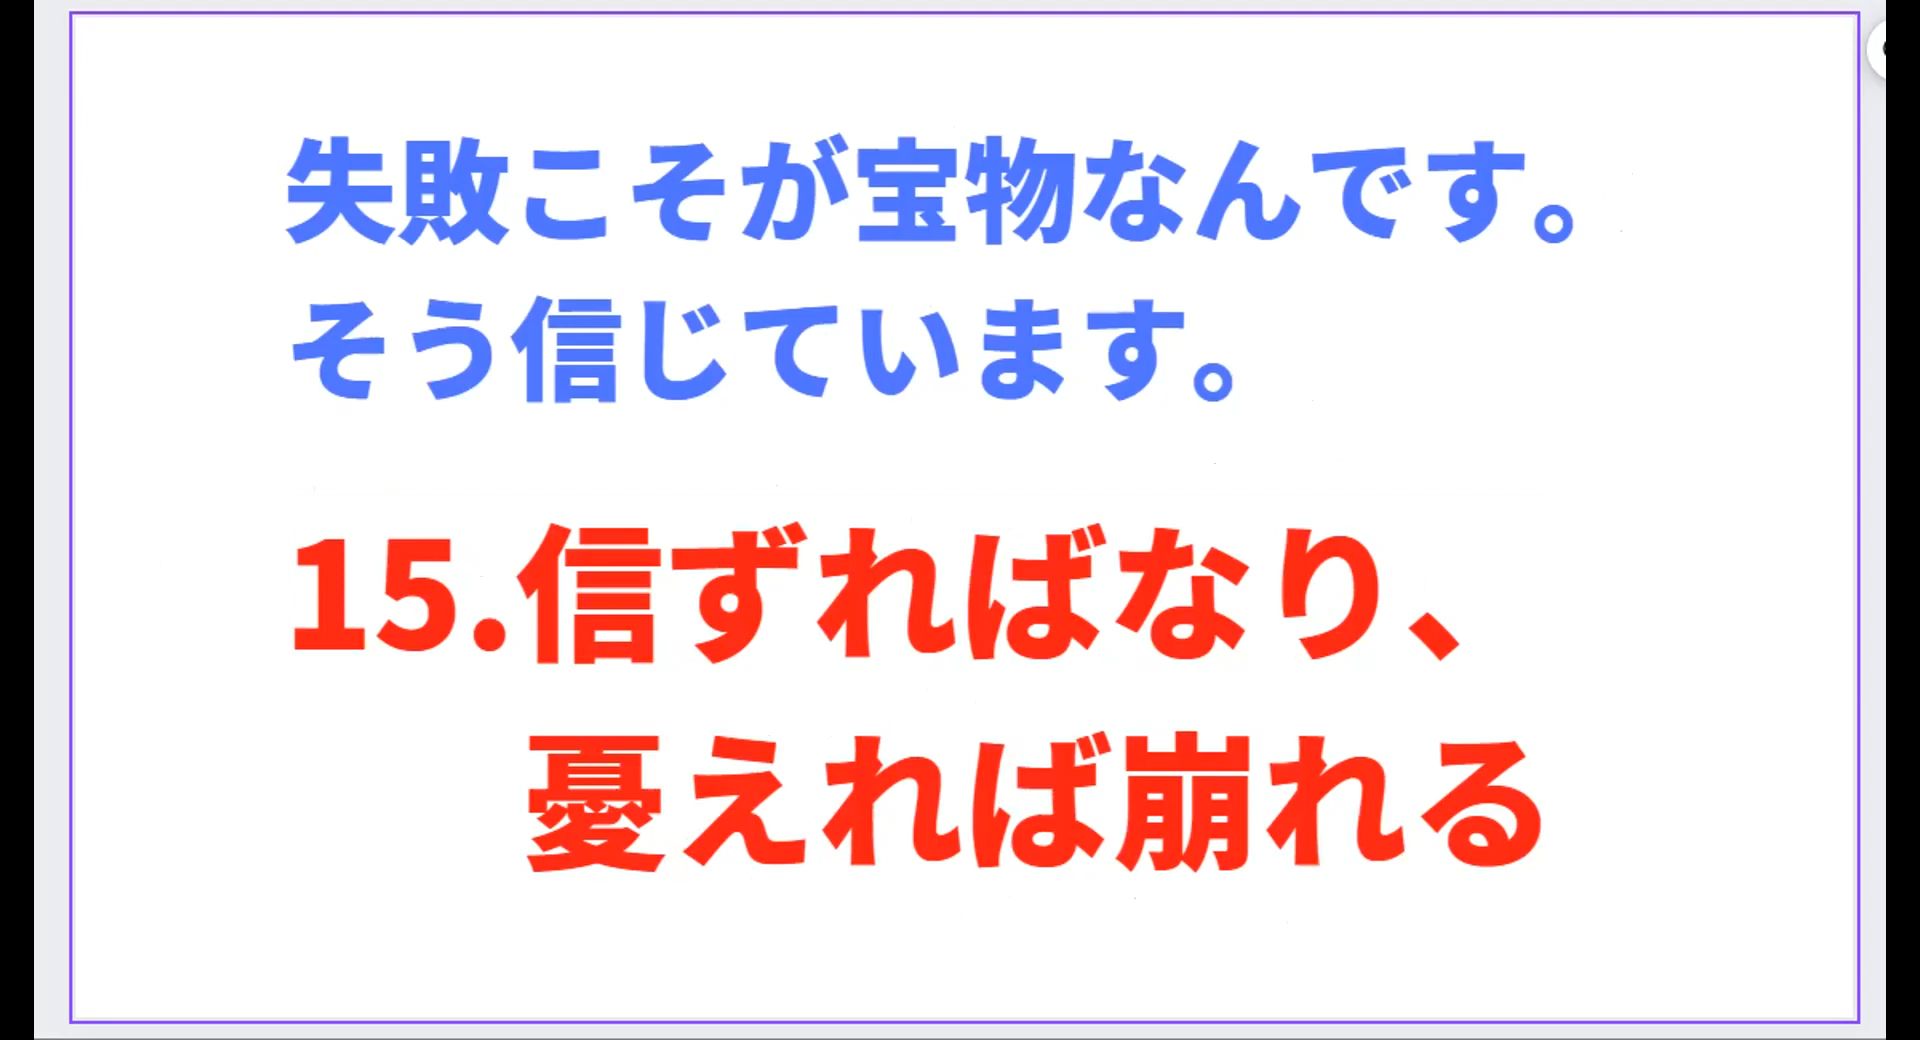 失敗こそが宝物なんです。
そう信じています。
15.信ずればなり、
憂えれば崩れる